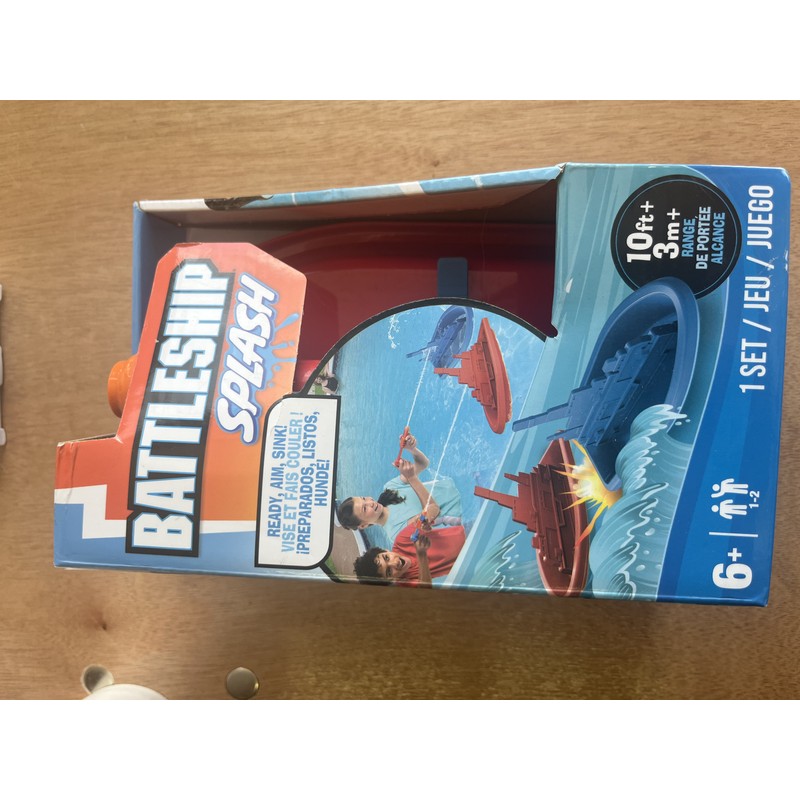 BATTLESHIP
SPLASH
READY, AIM, SINK!
VISE ET FAIS COULER !
¡PREPARADOS, LISTOS,
HUNDE!
10ft+
3m+
RANGE
DE PORTÉE
ALCANCE
6+
1-2
1 SET / JEU / JUEGO